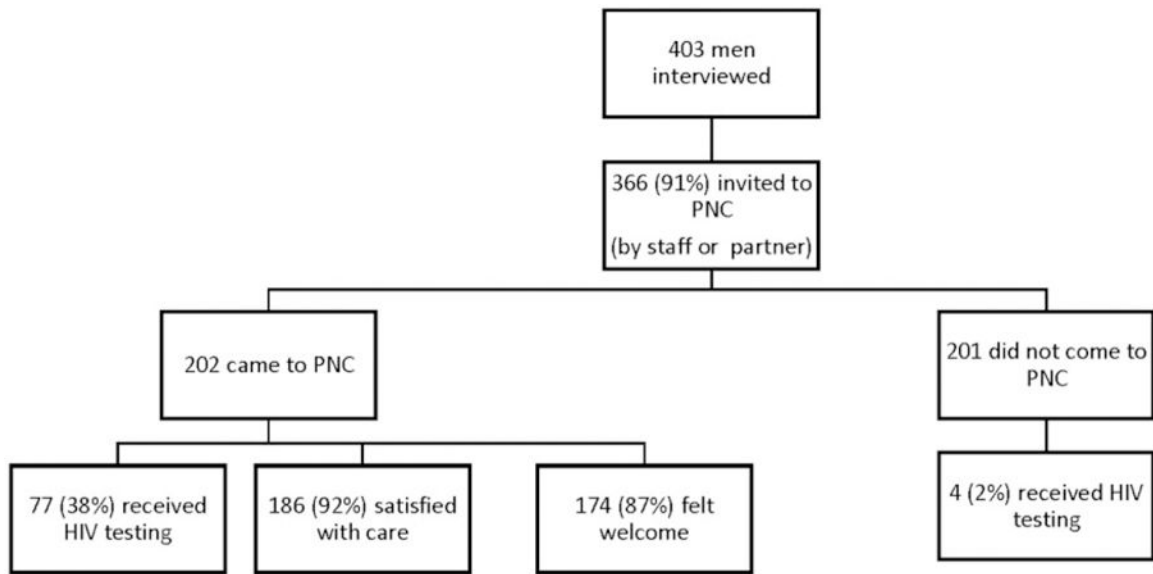 403 men
interviewed
366 (91%) invited to
PNC
(by staff or partner)
202 came to PNC
201 did not come to
PNC
77 (38%) received
HIV testing
186 (92%) satisfied
with care
174 (87%) felt
welcome
4 (2%) received HIV
testing